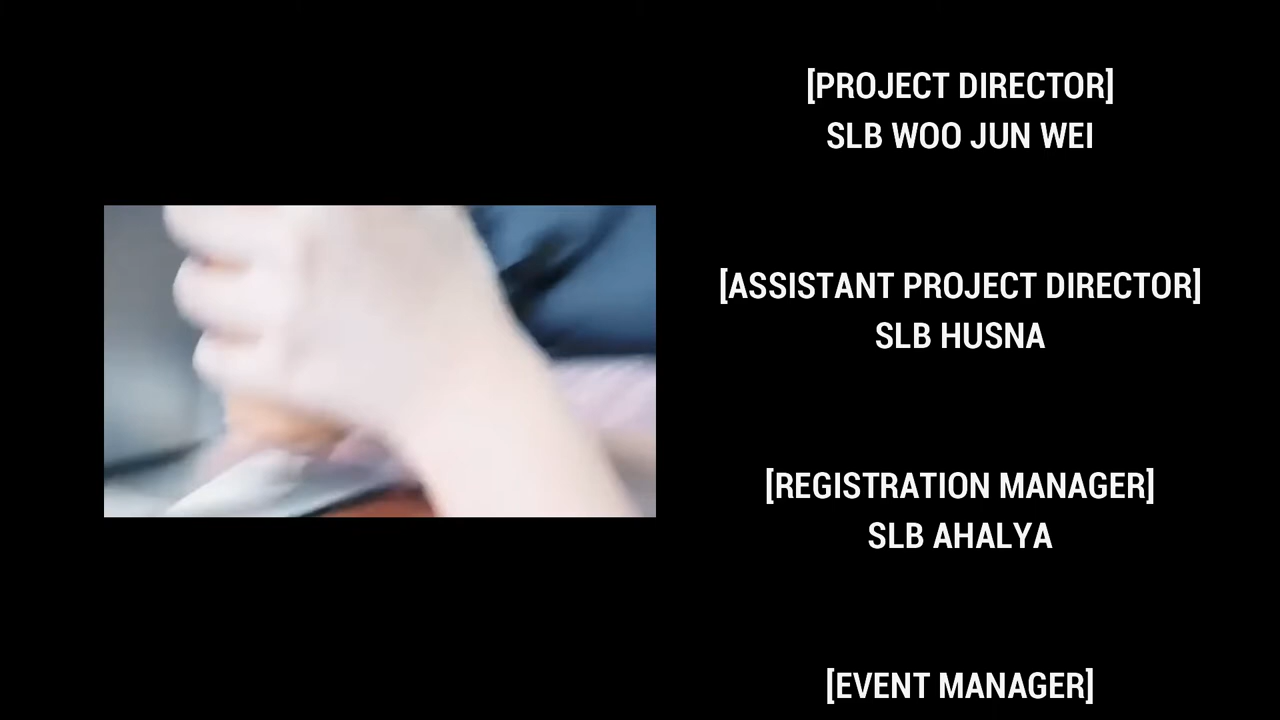 [PROJECT DIRECTOR]
SLB WOO JUN WEI
[ASSISTANT PROJECT DIRECTOR]
SLB HUSNA
[REGISTRATION MANAGER]
SLB AHALYA
[EVENT MANAGER]